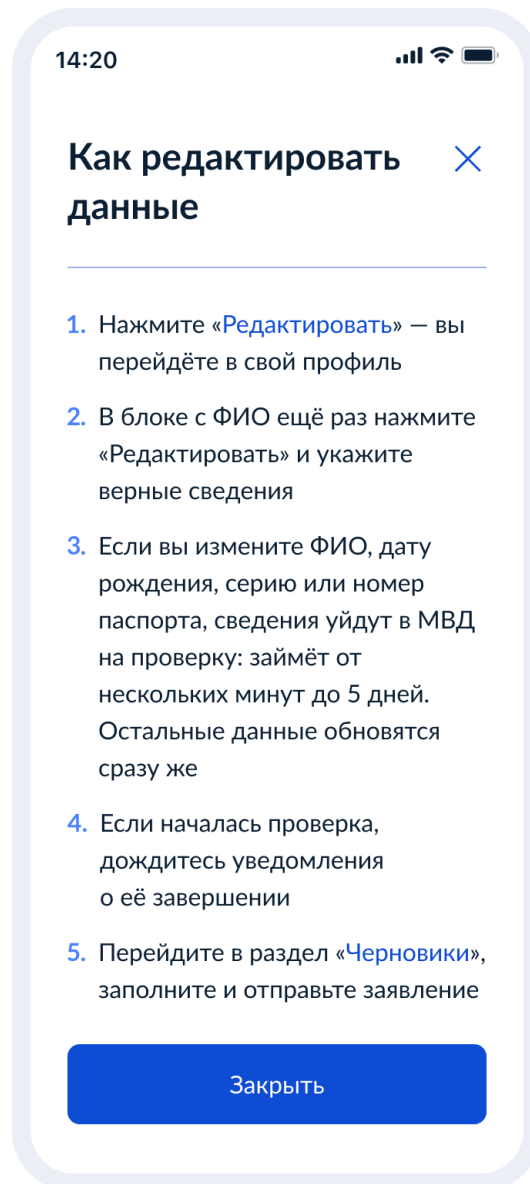 14:20
Как редактировать
данные
1. Нажмите «Редактировать» — вы
перейдёте в свой профиль
2. В блоке с ФИО ещё раз нажмите
«Редактировать» и укажите
верные сведения
3. Если вы измените ФИО, дату
рождения, серию или номер
паспорта, сведения уйдут в МВД
на проверку: займёт от
нескольких минут до 5 дней.
Остальные данные обновятся
сразу же
4. Если началась проверка,
дождитесь уведомления
о её завершении
5. Перейдите в раздел «Черновики»,
заполните и отправьте заявление
Закрыть